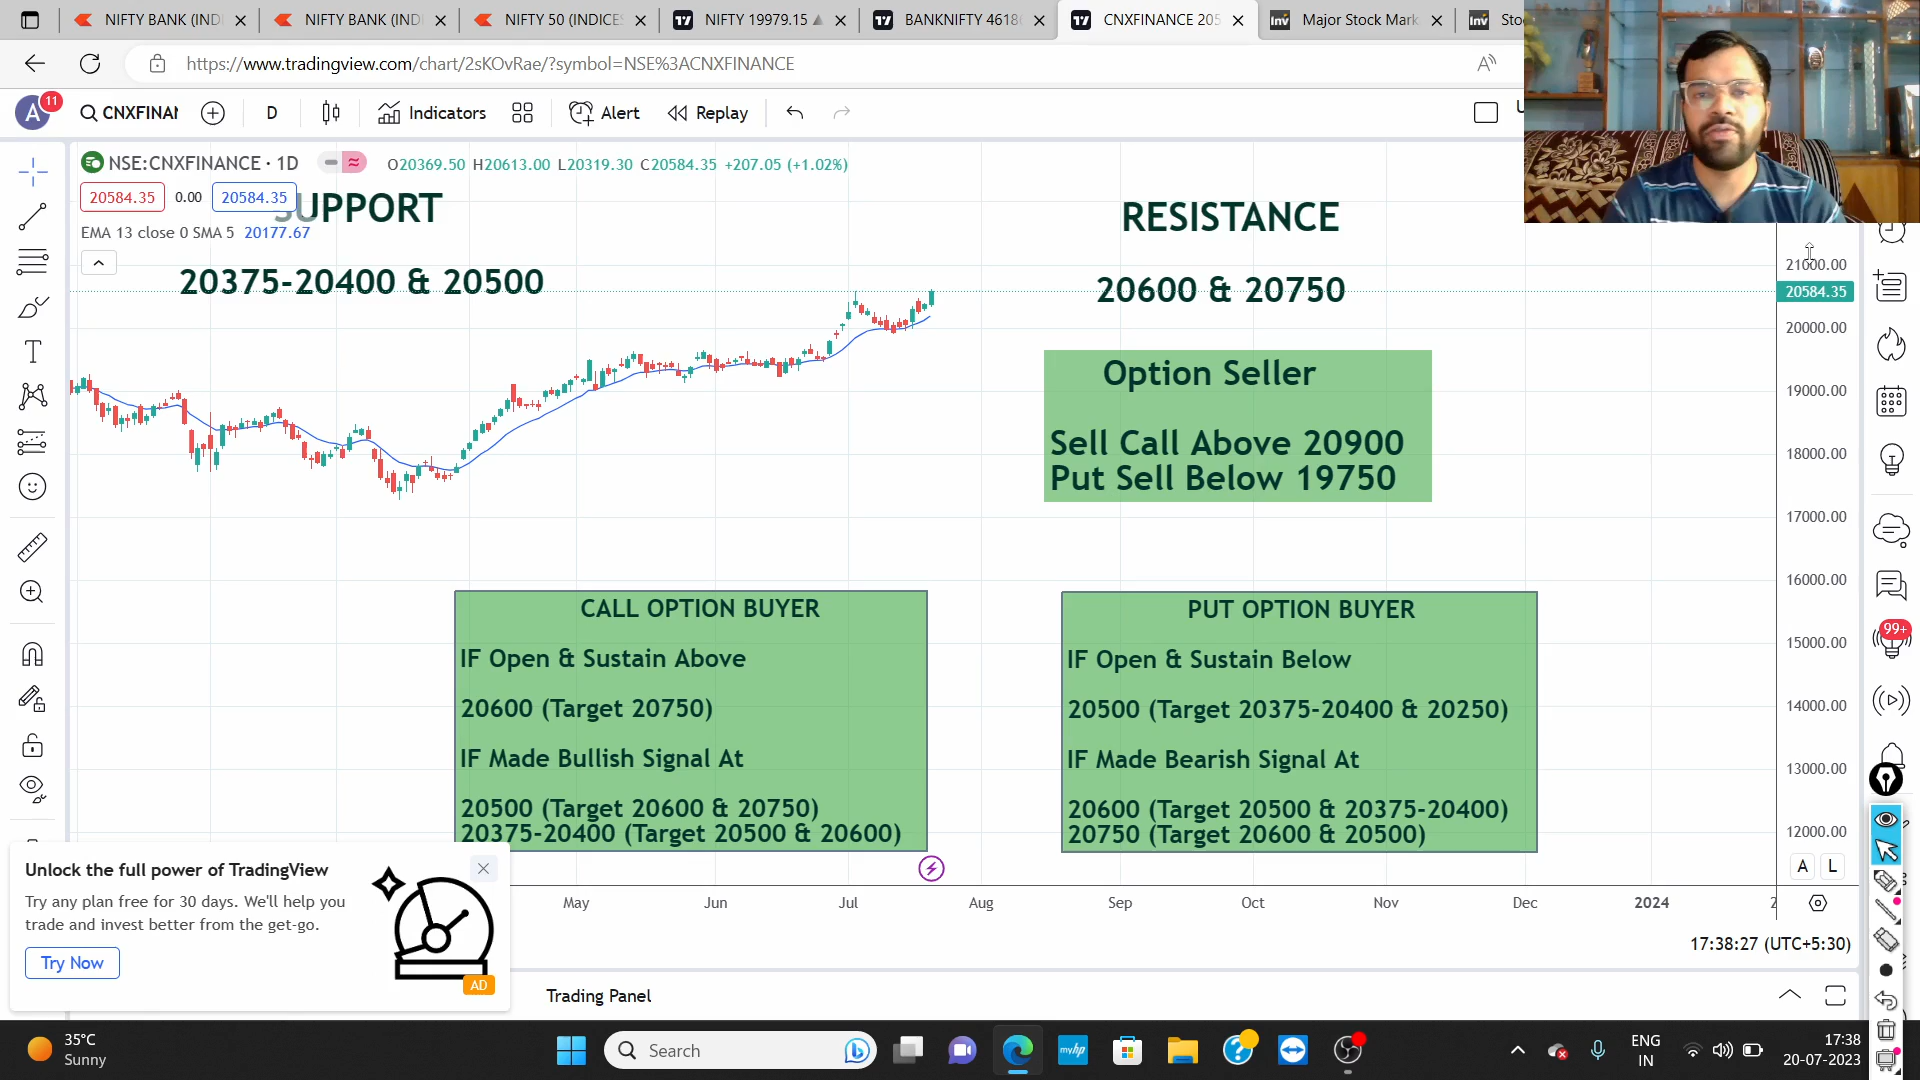 NIFTY BANK (INDI
NIFTY BANK (INDI
NIFTY 50 (INDICES
NIFTY 19979.15
BANKNIFTY 4618
CNXFINANCE 205
Major Stock Mark
Sto
https://www.tradingview.com/chart/2sKOvRae/?symbol=NSE%3ACNXFINANCE
A
11
CNXFINAN
D
Indicators
Alert
Replay
U
NSE:CNXFINANCE · 1D
O20369.50 H20613.00 L20319.30 C20584.35 +207.05 (+1.02%)
20584.35
0.00
20584.35
EMA 13 close 0 SMA 5 20177.67
SUPPORT
20375-20400 & 20500
RESISTANCE
20600 & 20750
Option Seller
Sell Call Above 20900
Put Sell Below 19750
CALL OPTION BUYER
IF Open & Sustain Above
20600 (Target 20750)
IF Made Bullish Signal At
20500 (Target 20600 & 20750)
20375-20400 (Target 20500 & 20600)
PUT OPTION BUYER
IF Open & Sustain Below
20500 (Target 20375-20400 & 20250)
IF Made Bearish Signal At
20600 (Target 20500 & 20375-20400)
20750 (Target 20600 & 20500)
21000.00
20584.35
20000.00
19000.00
18000.00
17000.00
16000.00
15000.00
14000.00
13000.00
12000.00
99+
A
L
May
Jun
Jul
Aug
Sep
Oct
Nov
Dec
2024
2
17:38:27 (UTC+5:30)
Unlock the full power of TradingView
Try any plan free for 30 days. We'll help you
trade and invest better from the get-go.
Try Now
AD
Trading Panel
35°C
Sunny
Search
myhp
ENG
IN
17:38
20-07-2023